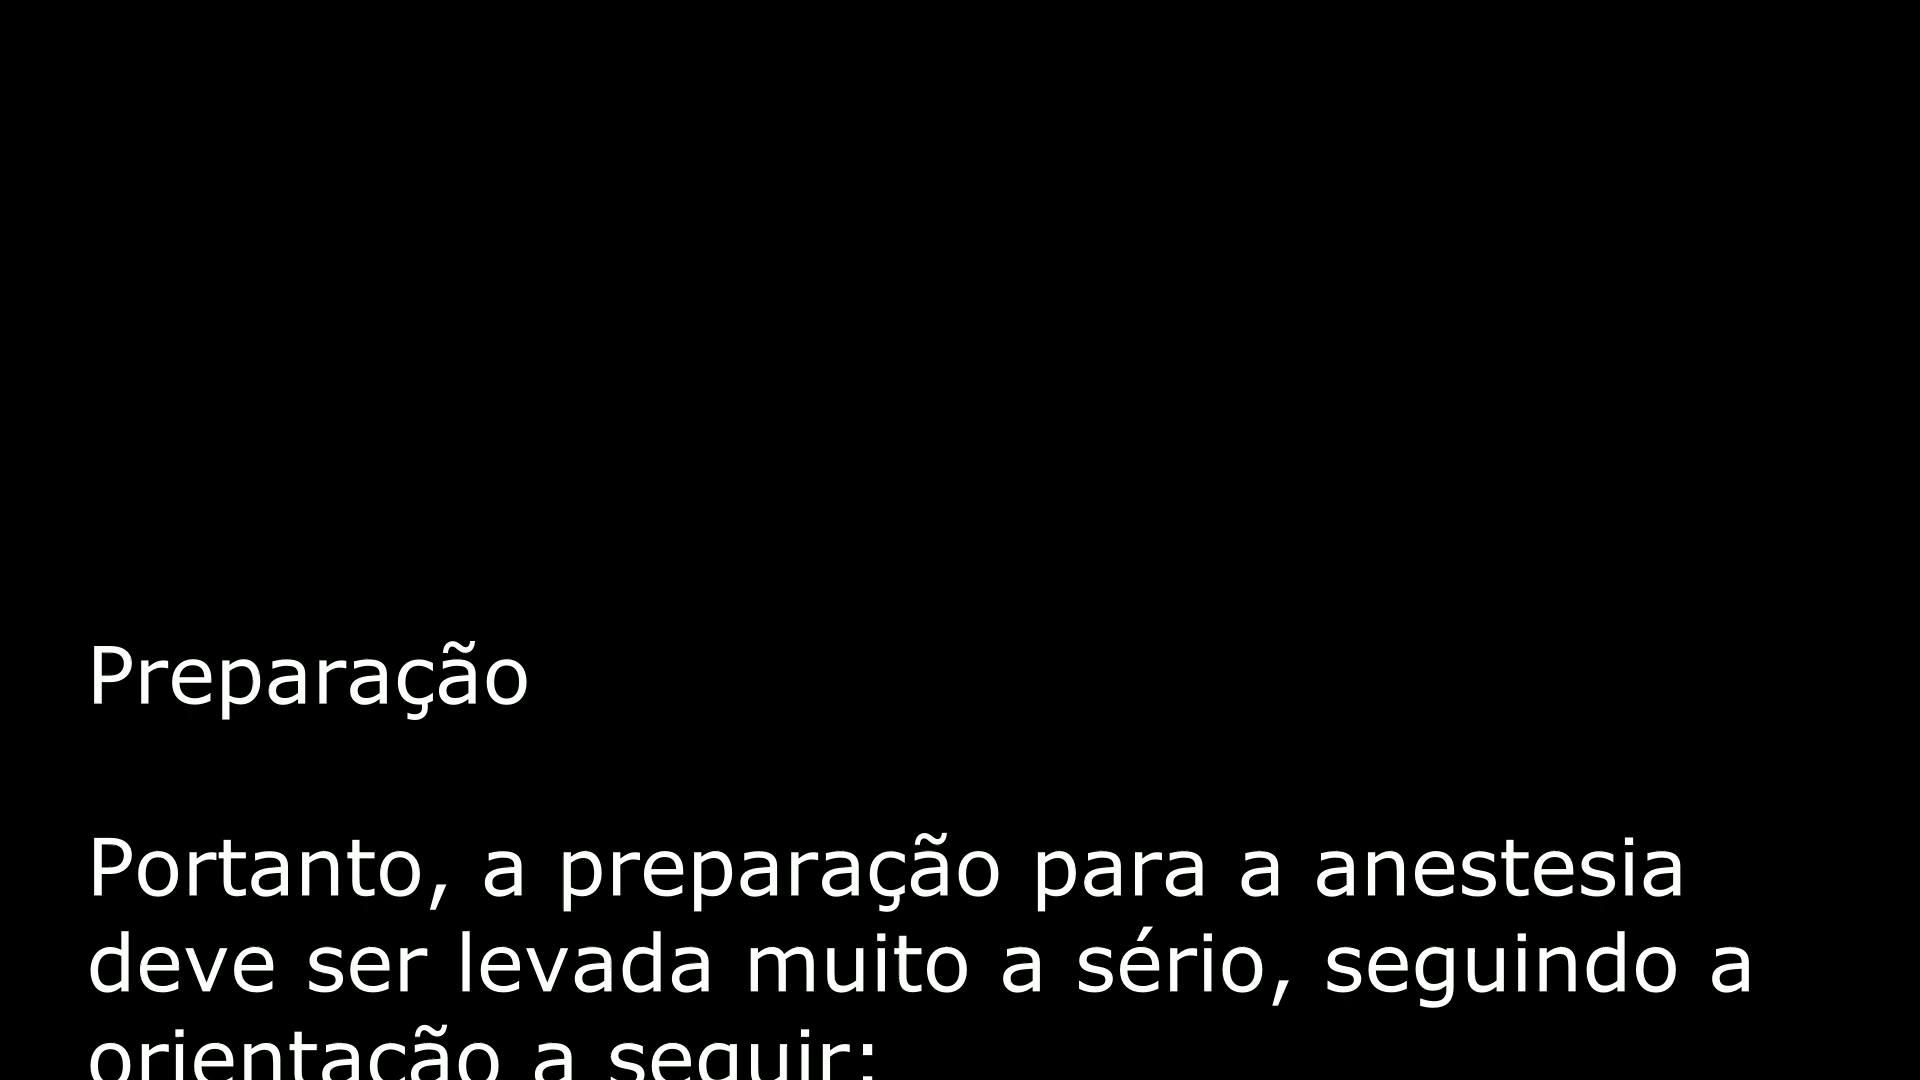 Preparação
Portanto, a preparação para a anestesia
deve ser levada muito a sério, seguindo a
orientação a seguir: